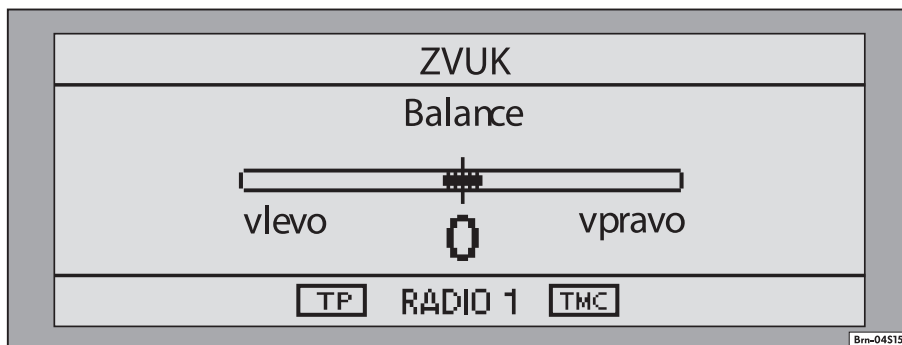 ZVUK
Balance
vlevo 0 vpravo
TP RADIO 1 TMC
Brn-04S15